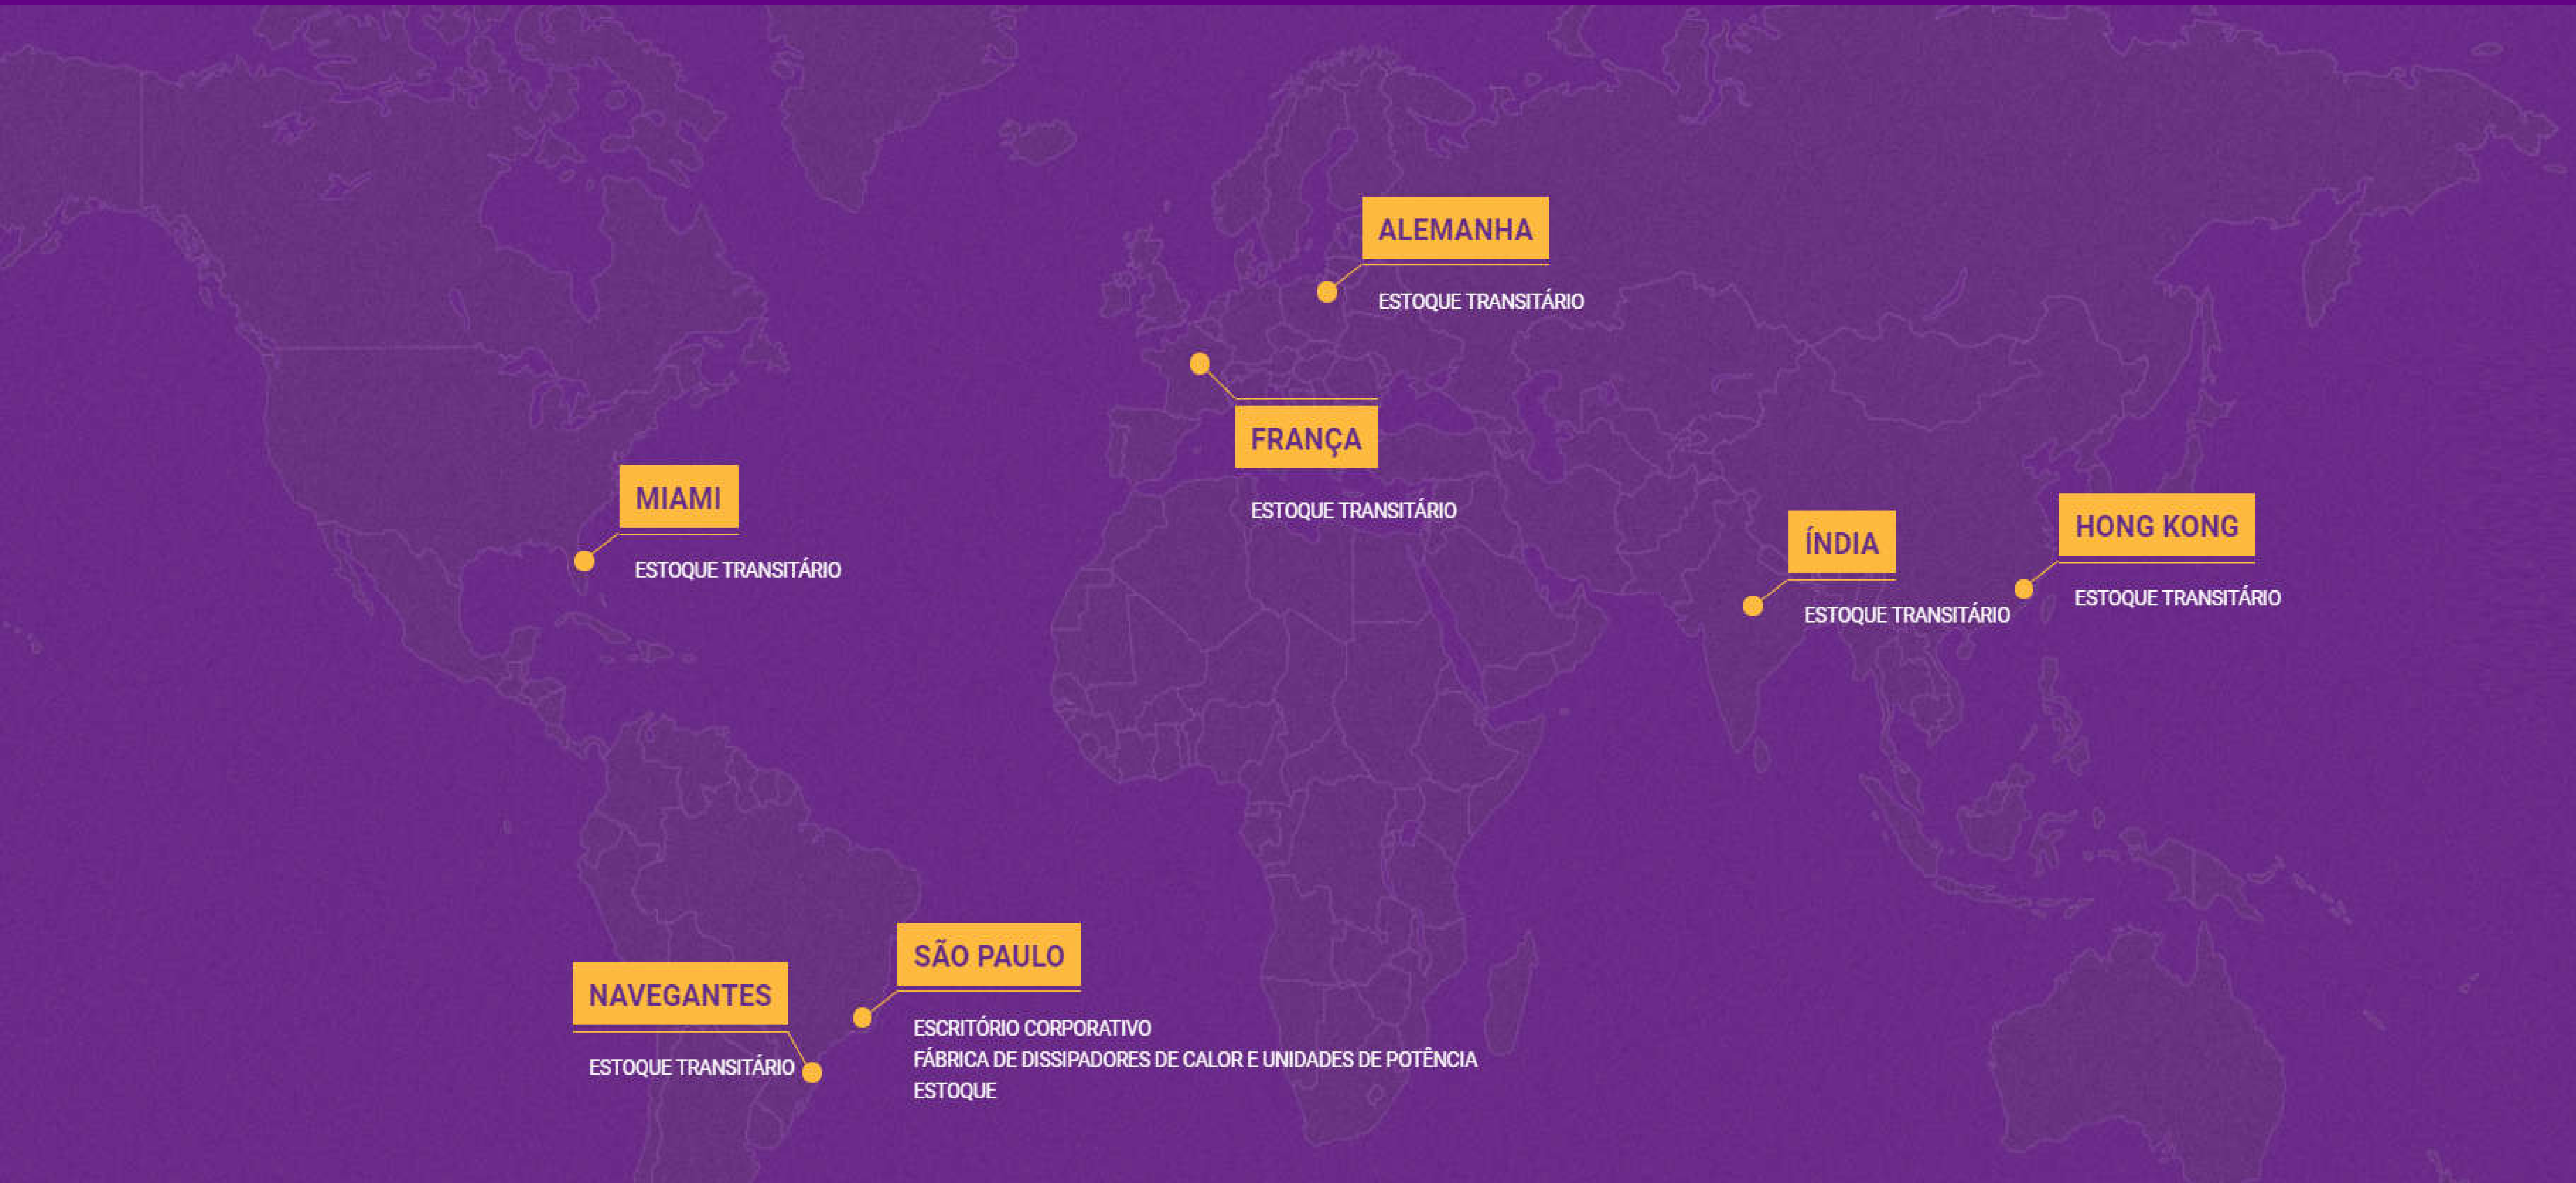 ALEMANHA
ESTOQUE TRANSITÁRIO
FRANÇA
ESTOQUE TRANSITÁRIO
MIAMI
ESTOQUE TRANSITÁRIO
ÍNDIA
ESTOQUE TRANSITÁRIO
HONG KONG
ESTOQUE TRANSITÁRIO
NAVEGANTES
ESTOQUE TRANSITÁRIO
SÃO PAULO
ESCRITÓRIO CORPORATIVO
FÁBRICA DE DISSIPADORES DE CALOR E UNIDADES DE POTÊNCIA
ESTOQUE